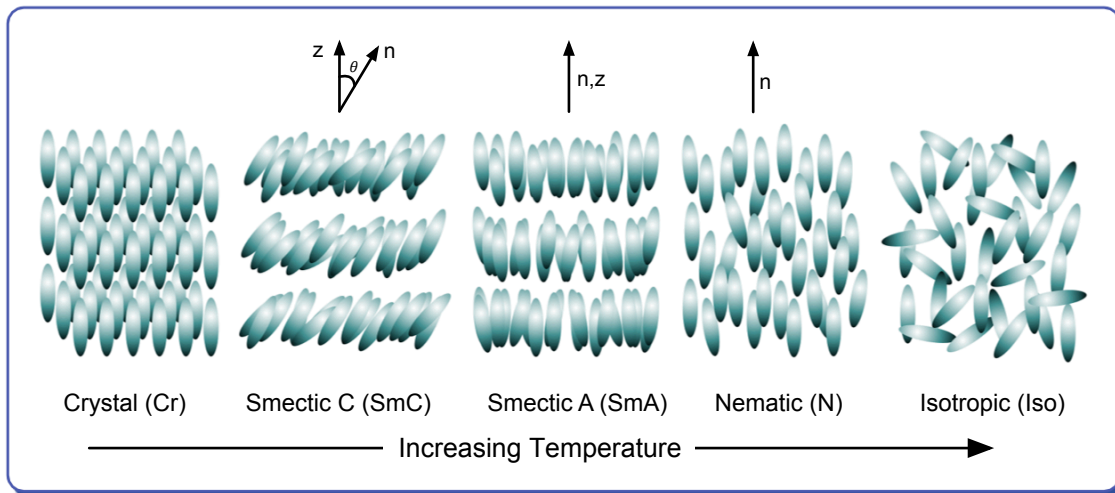 z
θ
n
n,z
n
Crystal (Cr)
Smectic C (SmC)
Smectic A (SmA)
Nematic (N)
Isotropic (Iso)
Increasing Temperature